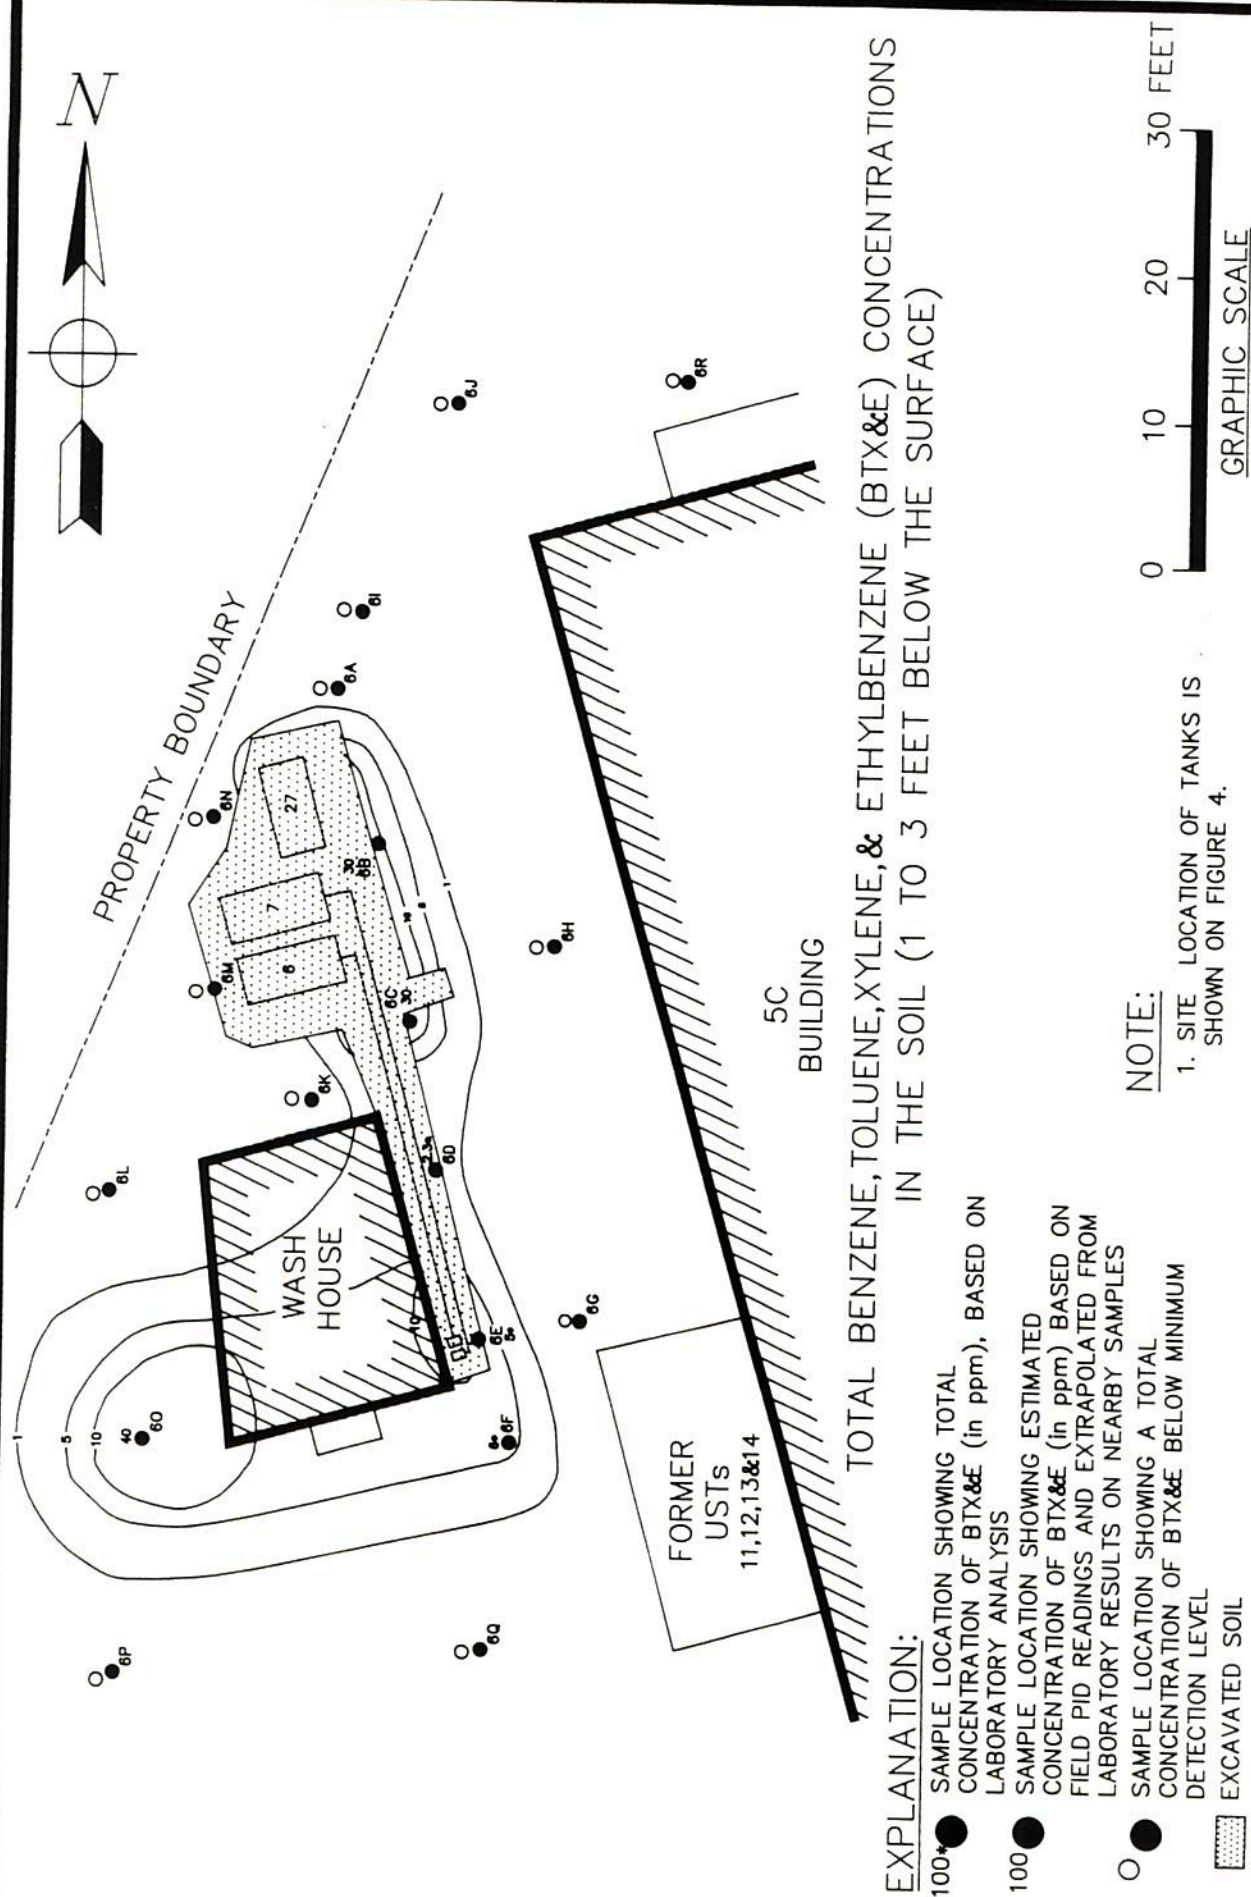 N
PROPERTY BOUNDARY
6J
6R
6I
6A
6N
27
30
6B
7
10
1
6M
6
6C
30
6H
6K
6L
6D
WASH
HOUSE
10
6E
6G
1
5
10
40
6O
6F
6P
6Q
FORMER
USTs
11,12,13&14
5C
BUILDING
TOTAL BENZENE,TOLUENE,XYLENE,& ETHYLBENZENE (BTX&E) CONCENTRATIONS
IN THE SOIL (1 TO 3 FEET BELOW THE SURFACE)
EXPLANATION:
100* SAMPLE LOCATION SHOWING TOTAL
CONCENTRATION OF BTX&E (in ppm), BASED ON
LABORATORY ANALYSIS
100 SAMPLE LOCATION SHOWING ESTIMATED
CONCENTRATION OF BTX&E (in ppm) BASED ON
FIELD PID READINGS AND EXTRAPOLATED FROM
LABORATORY RESULTS ON NEARBY SAMPLES
SAMPLE LOCATION SHOWING A TOTAL
CONCENTRATION OF BTX&E BELOW MINIMUM
DETECTION LEVEL
EXCAVATED SOIL
NOTE:
1. SITE LOCATION OF TANKS IS
SHOWN ON FIGURE 4.
0 10 20 30 FEET
GRAPHIC SCALE